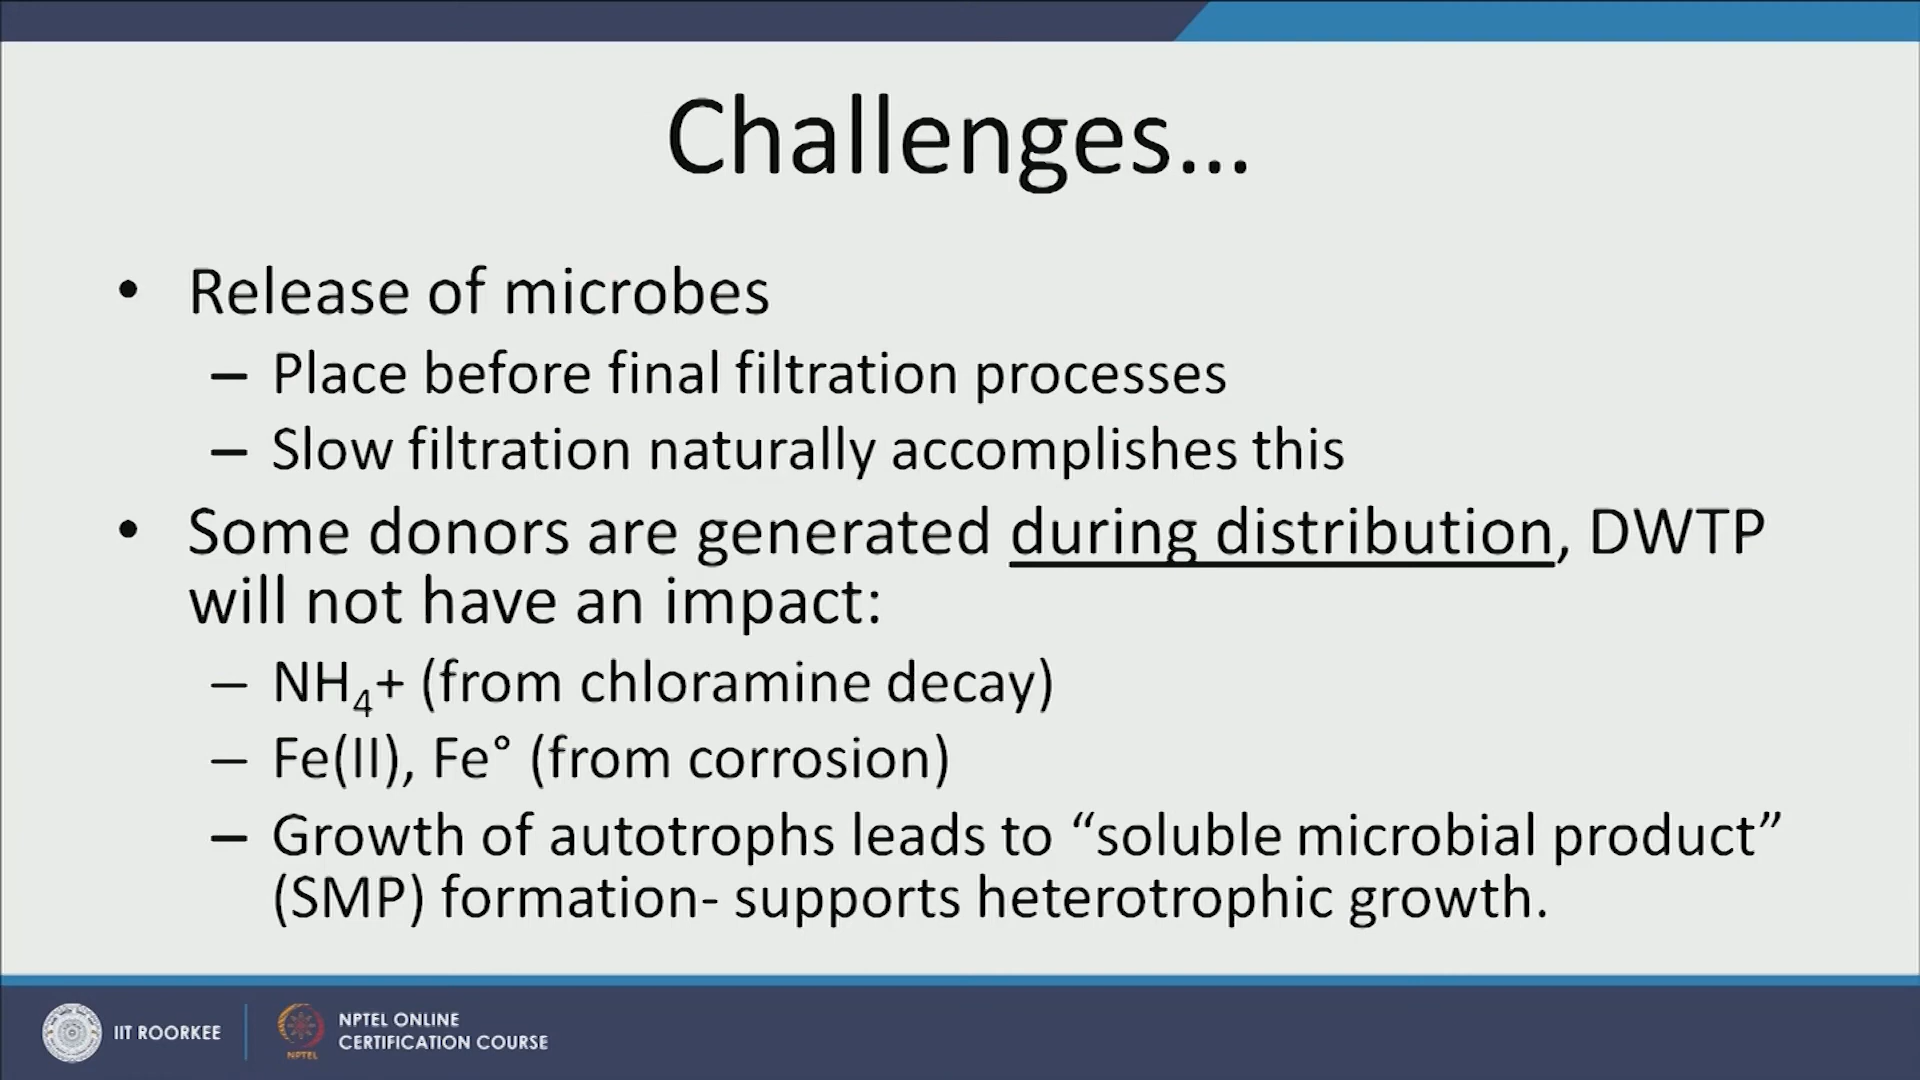 Challenges...
• Release of microbes
– Place before final filtration processes
– Slow filtration naturally accomplishes this
• Some donors are generated during distribution, DWTP
will not have an impact:
– NH₄+ (from chloramine decay)
– Fe(II), Fe° (from corrosion)
– Growth of autotrophs leads to “soluble microbial product”
(SMP) formation- supports heterotrophic growth.
IIT ROORKEE
NPTEL
NPTEL ONLINE
CERTIFICATION COURSE